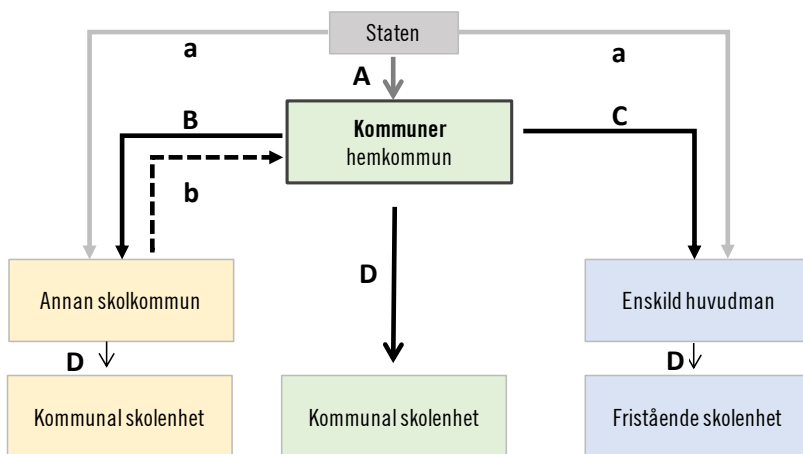 Staten
a
a
A
B
Kommuner
hemkommun
C
b
D
Annan skolkommun
Enskild huvudman
D
D
Kommunal skolenhet
Kommunal skolenhet
Fristående skolenhet